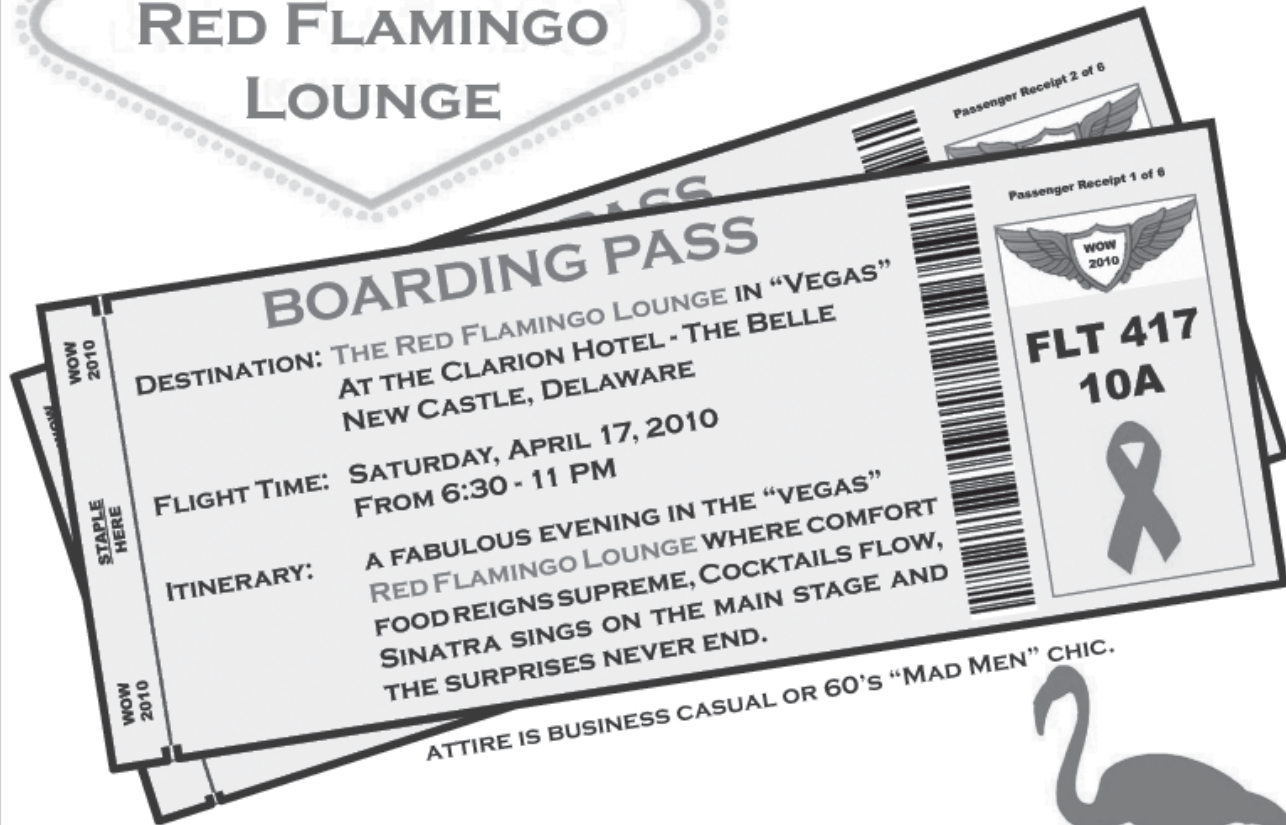 RED FLAMINGO
LOUNGE
Passenger Receipt 2 of 6
PASS
Passenger Receipt 1 of 6
WOW
2010
FLT 417
10A
BOARDING PASS
DESTINATION: THE RED FLAMINGO LOUNGE IN “VEGAS”
AT THE CLARION HOTEL - THE BELLE
NEW CASTLE, DELAWARE
FLIGHT TIME: SATURDAY, APRIL 17, 2010
FROM 6:30 - 11 PM
ITINERARY: A FABULOUS EVENING IN THE “VEGAS”
RED FLAMINGO LOUNGE WHERE COMFORT
FOOD REIGNS SUPREME, COCKTAILS FLOW,
SINATRA SINGS ON THE MAIN STAGE AND
THE SURPRISES NEVER END.
WOW
2010
STAPLE
HERE
WOW
2010
WOW
ATTIRE IS BUSINESS CASUAL OR 60’S “MAD MEN” CHIC.